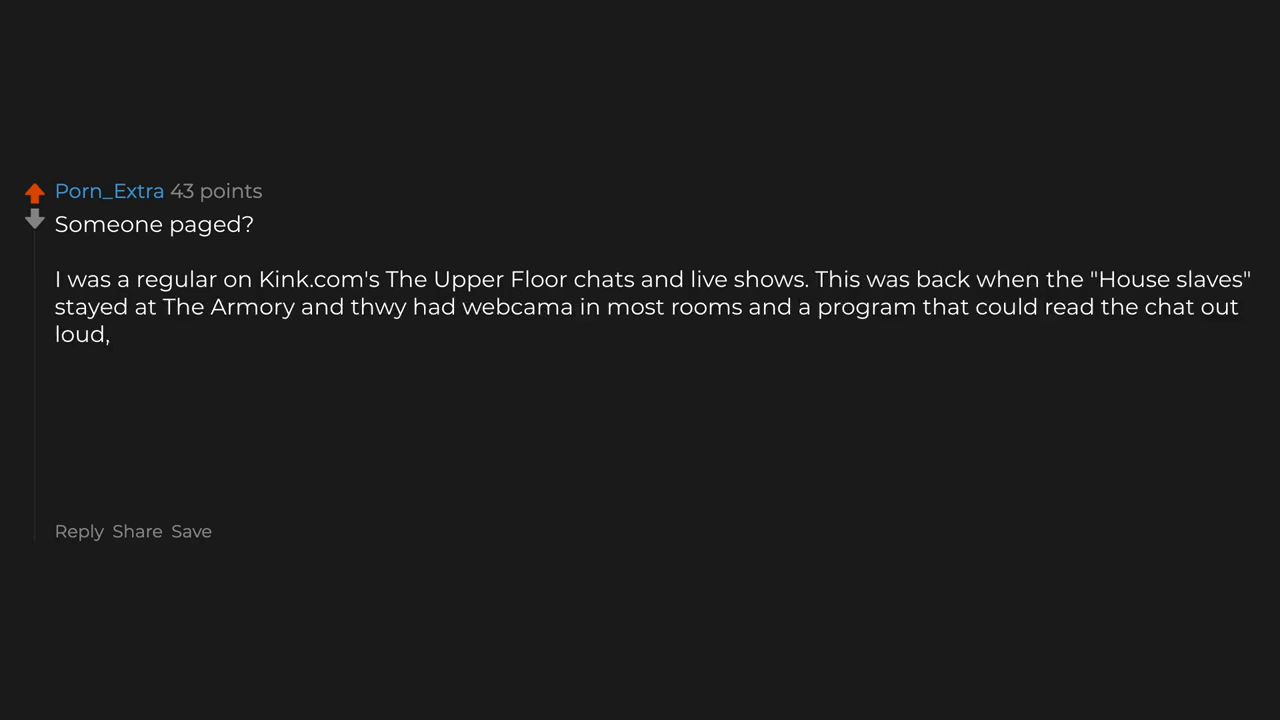 Porn_Extra 43 points
Someone paged?
I was a regular on Kink.com's The Upper Floor chats and live shows. This was back when the "House slaves"
stayed at The Armory and thwy had webcama in most rooms and a program that could read the chat out
loud,
Reply Share Save